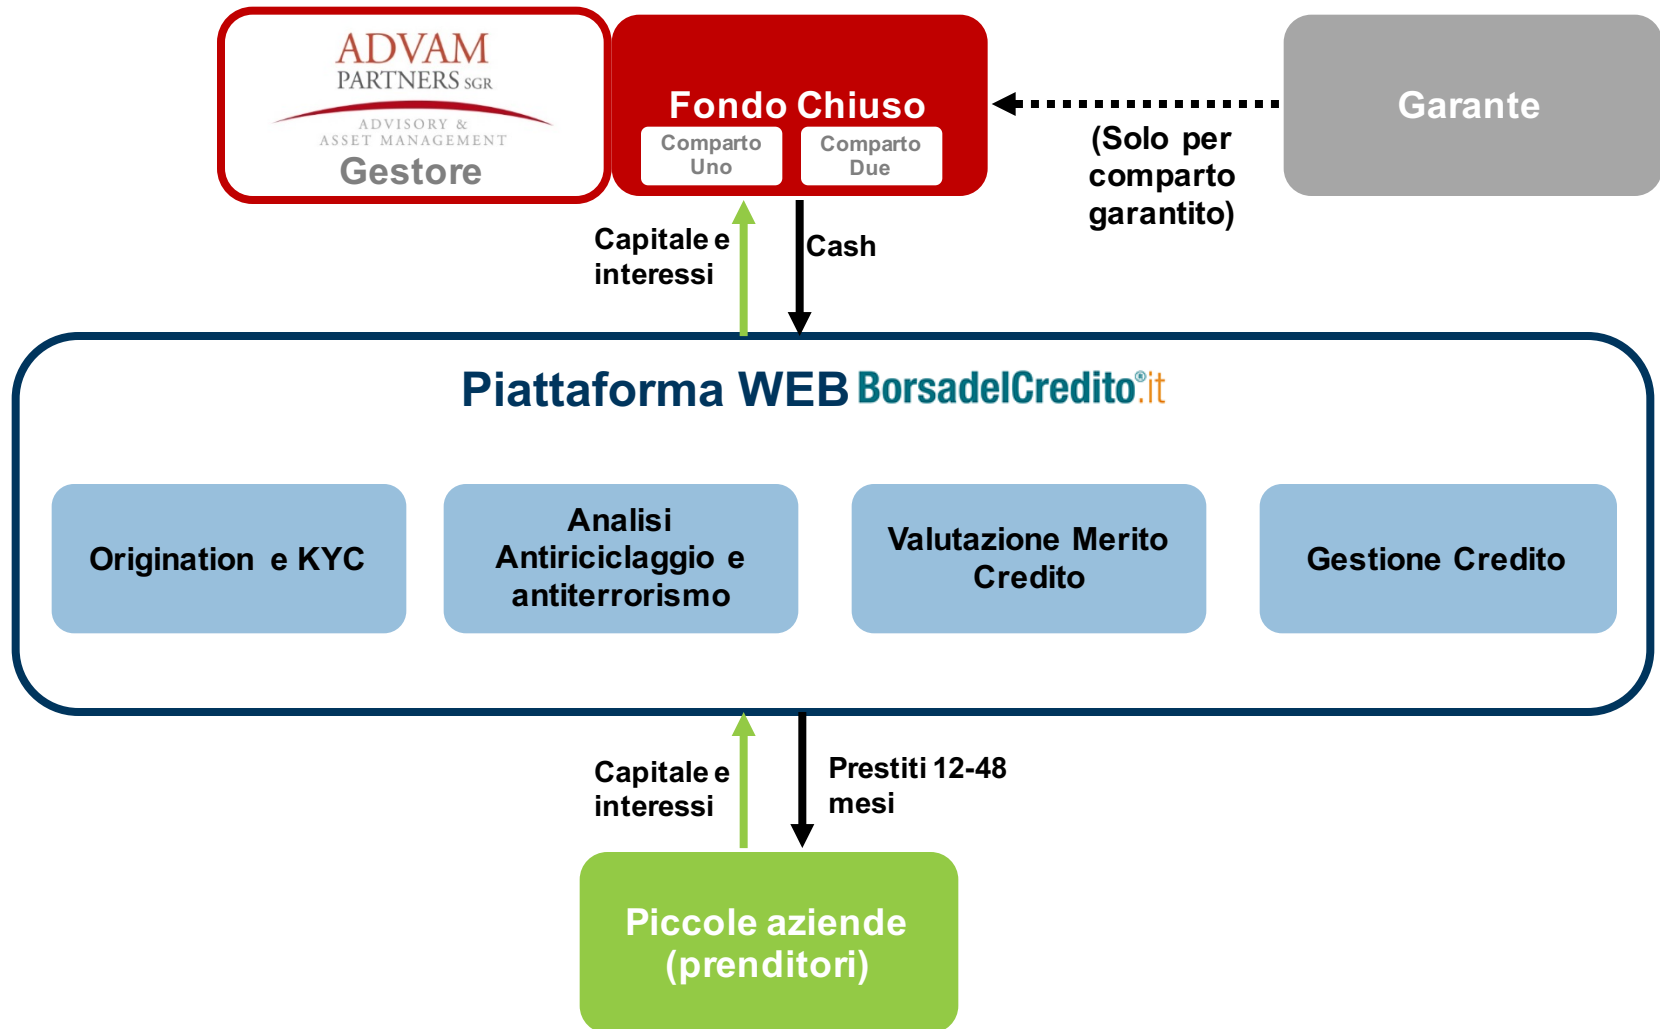 ADVAM
PARTNERS SGR
ADVISORY &
ASSET MANAGEMENT
Gestore
Fondo Chiuso
Comparto
Uno
Comparto
Due
(Solo per
comparto
garantito)
Garante
Capitale e
interessi
Cash
Piattaforma WEB BorsadelCredito®.it
Origination e KYC
Analisi
Antiriciclaggio e
antiterrorismo
Valutazione Merito
Credito
Gestione Credito
Capitale e
interessi
Prestiti 12-48
mesi
Piccole aziende
(prenditori)